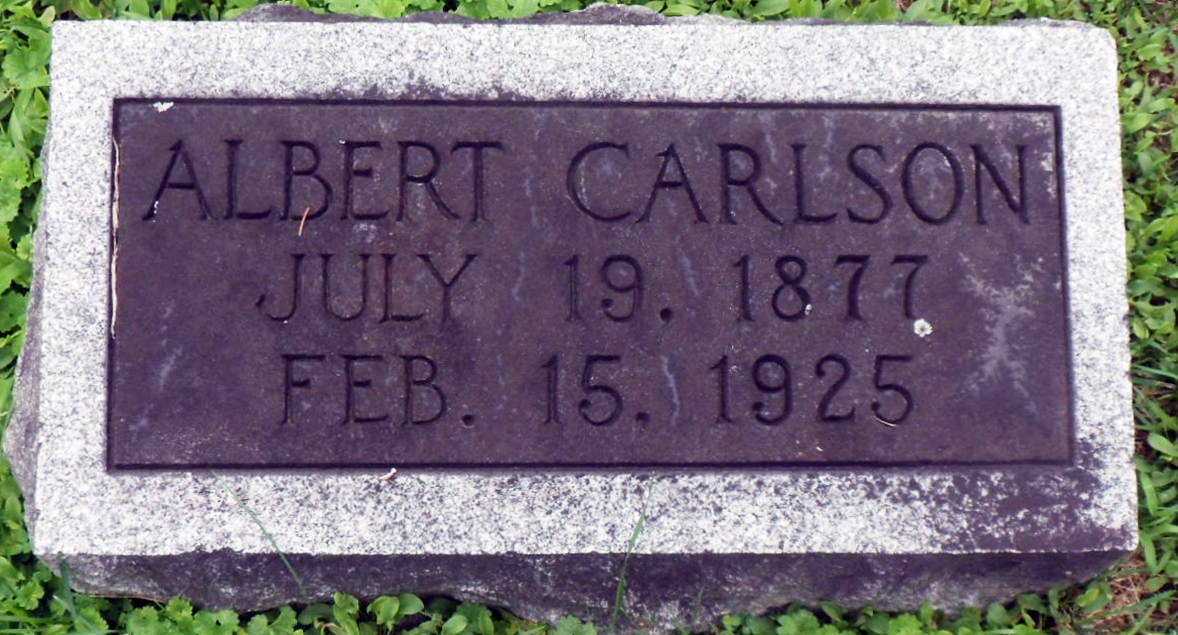 ALBERT CARLSON
JULY 19. 1877
FEB. 15. 1925